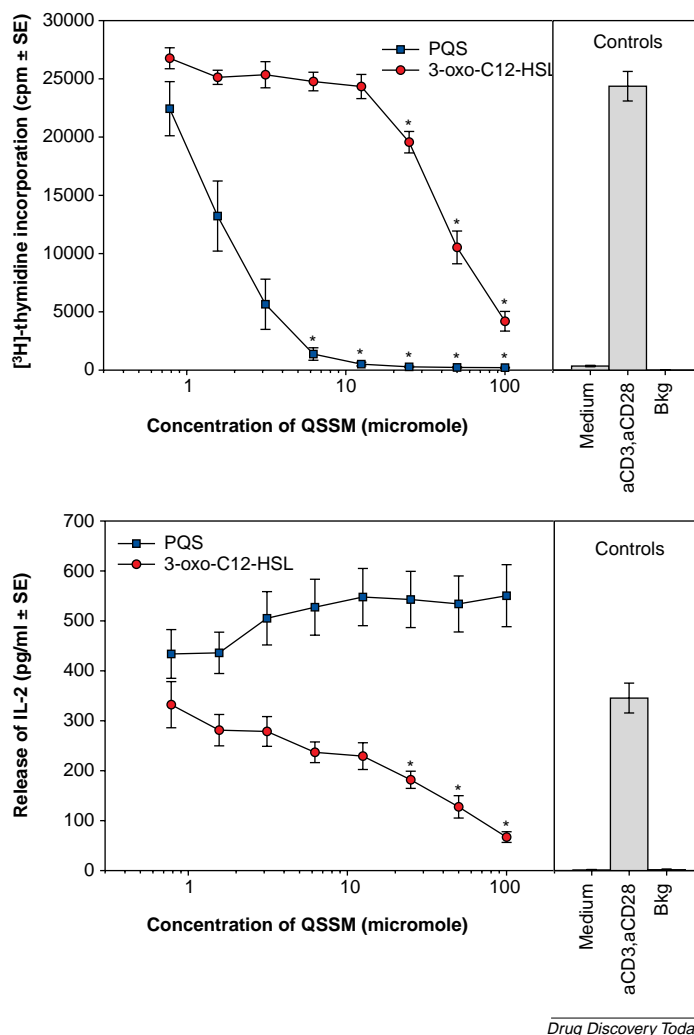 30000
25000
20000
15000
10000
5000
0
[³H]-thymidine incorporation (cpm ± SE)
PQS
3-oxo-C12-HSL
*
*
*
*
*
*
*
*
1
10
100
Concentration of QSSM (micromole)
Controls
Medium
aCD3,aCD28
Bkg
700
600
500
400
300
200
100
0
Release of IL-2 (pg/ml ± SE)
PQS
3-oxo-C12-HSL
*
*
*
1
10
100
Concentration of QSSM (micromole)
Controls
Medium
aCD3,aCD28
Bkg
Drug Discovery Toda